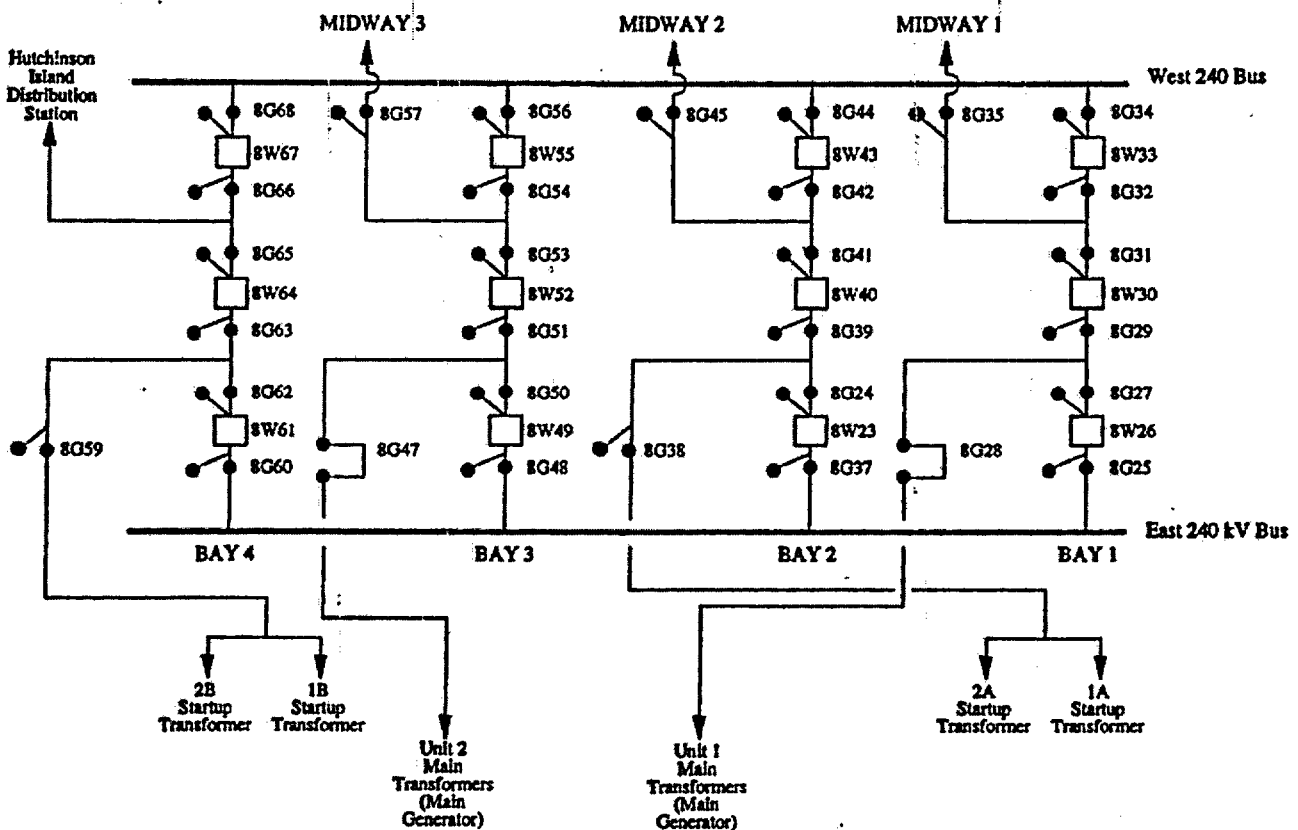 MIDWAY 3
MIDWAY 2
MIDWAY 1
Hutchinson
Island
Distribution
Station
West 240 Bus
8G68
8G57
8G56
8G45
8G44
8G35
8G34
8W67
8W55
8W43
8W33
8G66
8G54
8G42
8G32
8G65
8G53
8G41
8G31
8W64
8W52
8W40
8W30
8G63
8G51
8G39
8G29
8G62
8G50
8G24
8G27
8W61
8W49
8W23
8W26
8G59
8G47
8G38
8G28
8G60
8G48
8G37
8G25
East 240 kV Bus
BAY 4
BAY 3
BAY 2
BAY 1
2B
Startup
Transformer
1B
Startup
Transformer
2A
Startup
Transformer
1A
Startup
Transformer
Unit 2
Main
Transformers
(Main
Generator)
Unit 1
Main
Transformers
(Main
Generator)